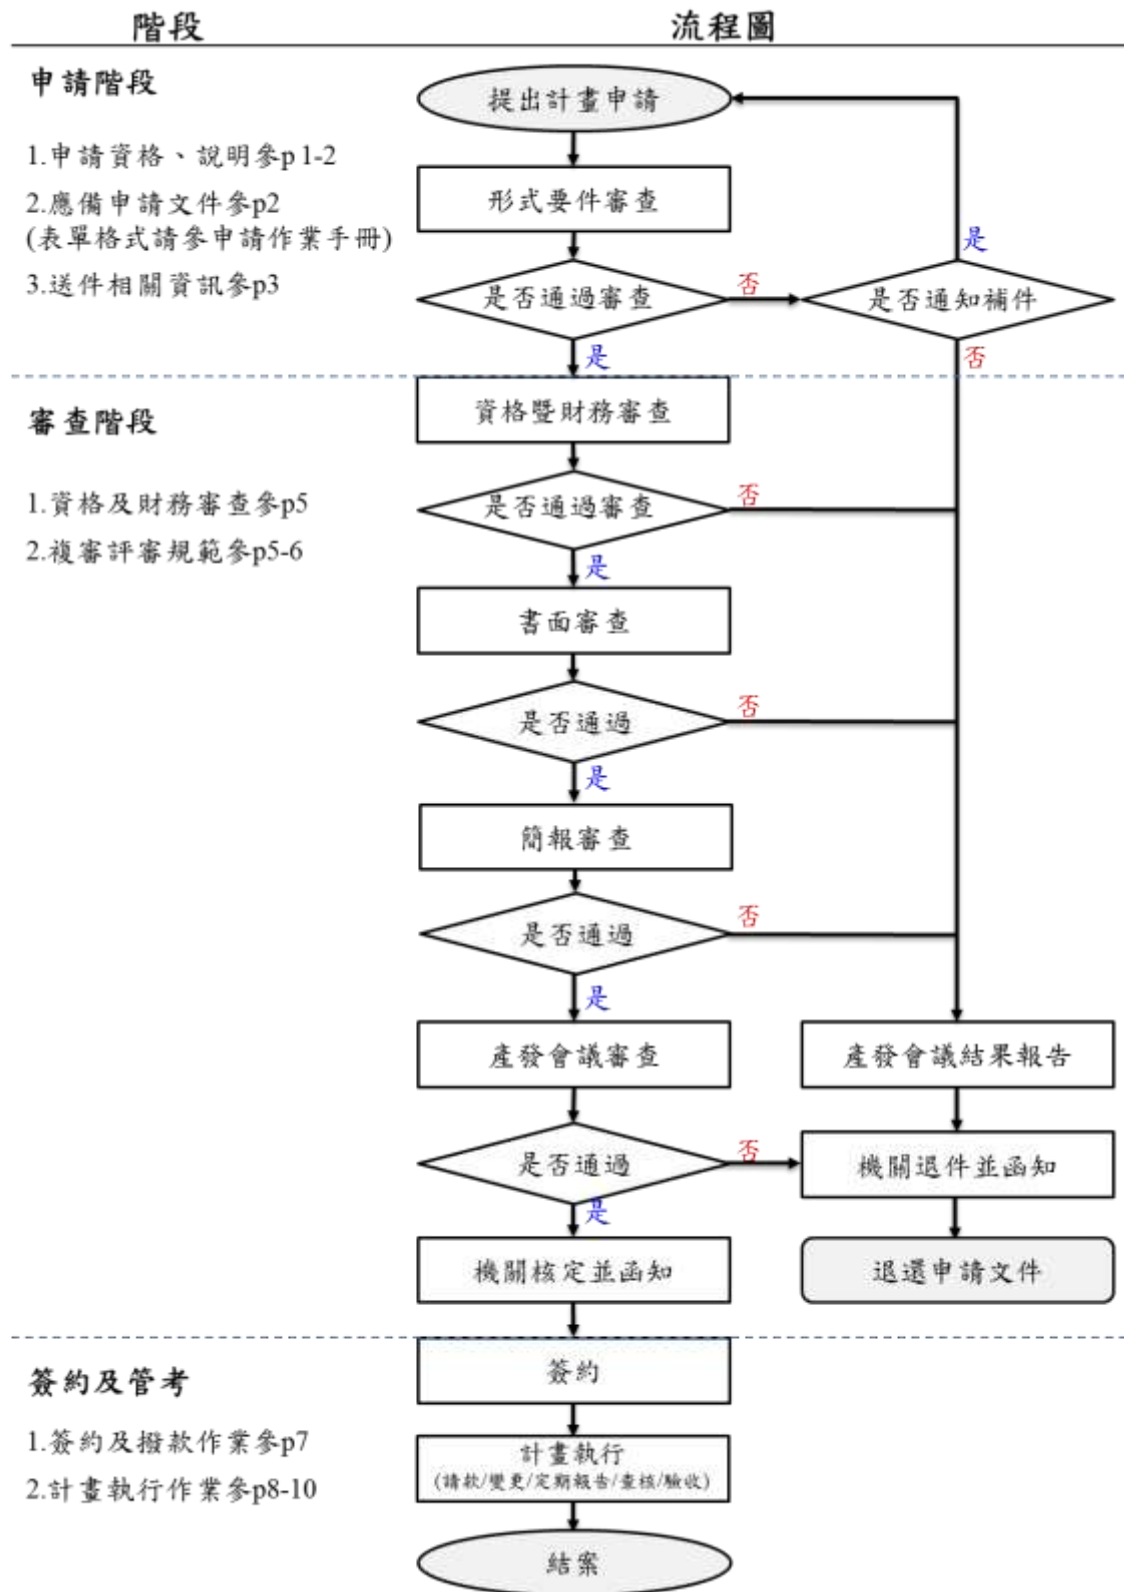 階段
流程圖
申請階段
1.申請資格、說明參p1-2
2.應備申請文件參p2
(表單格式請參申請作業手冊)
3.送件相關資訊參p3
提出計畫申請
形式要件審查
是否通過審查
否
是否通知補件
是
是
否
審查階段
1.資格及財務審查參p5
2.複審評審規範參p5-6
資格暨財務審查
是否通過審查
否
是
書面審查
是否通過
否
是
簡報審查
是否通過
否
是
產發會議審查
產發會議結果報告
是否通過
否
機關退件並函知
是
機關核定並函知
退還申請文件
簽約及管考
1.簽約及撥款作業參p7
2.計畫執行作業參p8-10
簽約
計畫執行
(請款/變更/定期報告/查核/驗收)
結案